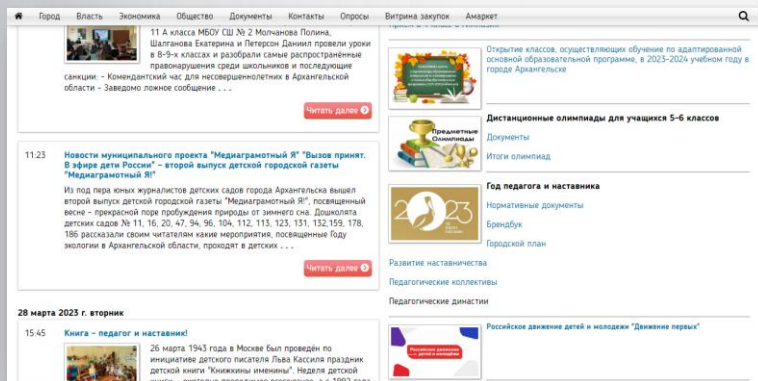 Город Власть Экономика Общество Документы Контакты Опросы Витрина закупок Амаркет
11 А класса МБОУ СШ № 2 Молчанова Полина,
Шалганова Екатерина и Петерсон Даниил провели уроки
в 8-9-х классах и разобрали самые распространённые
правонарушения среди школьников и последующие
санкции: - Комендантский час для несовершеннолетних в Архангельской
области - Заведомо ложное сообщение . . .
Читать далее
11:23 Новости муниципального проекта "Медиаграмотный Я" "Вызов принят.
В эфире дети России" - второй выпуск детской городской газеты
"Медиаграмотный Я!"
Из под пера юных журналистов детских садов города Архангельска вышел
второй выпуск детской городской газеты "Медиаграмотный Я!", посвященный
весне - прекрасной поре пробуждения природы от зимнего сна. Дошколята
детских садов № 11, 16, 20, 47, 94, 96, 104, 112, 113, 123, 131, 132,159, 178,
186 рассказали своим читателям какие мероприятия, посвященные Году
экологии в Архангельской области, проходят в детских . . .
Читать далее
28 марта 2023 г. вторник
15:45 Книга - педагог и наставник!
26 марта 1943 года в Москве был проведён по
инициативе детского писателя Льва Кассиля праздник
детской книги "Книжкины именины". Неделя детской
Открытие классов, осуществляющих обучение по адаптированной
основной образовательной программе, в 2023-2024 учебном году в
городе Архангельске
Предметные
Олимпиады
Дистанционные олимпиады для учащихся 5-6 классов
Документы
Итоги олимпиад
2023
Год педагога и наставника
Нормативные документы
Брендбук
Городской план
Развитие наставничества
Педагогические коллективы
Педагогические династии
Российское движение детей и молодежи "Движение первых"